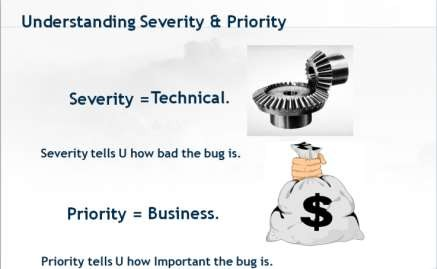 Understanding Severity & Priority
Severity =Technical.
Severity tells U how bad the bug is.
Priority = Business.
$
Priority tells U how Important the bug is.